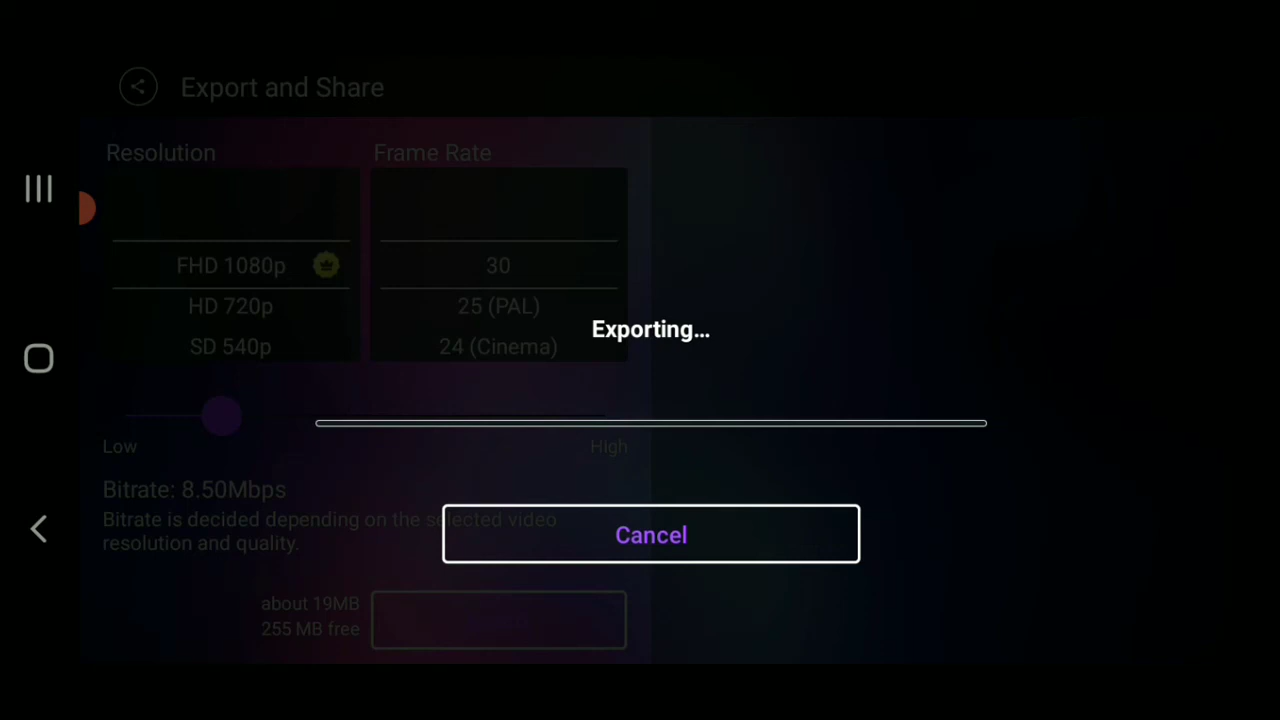 Export and Share
Resolution
Frame Rate
FHD 1080p
30
HD 720p
25 (PAL)
SD 540p
24 (Cinema)
Exporting...
Low
High
Bitrate: 8.50Mbps
Bitrate is decided depending on the selected video
resolution and quality.
Cancel
about 19MB
255 MB free